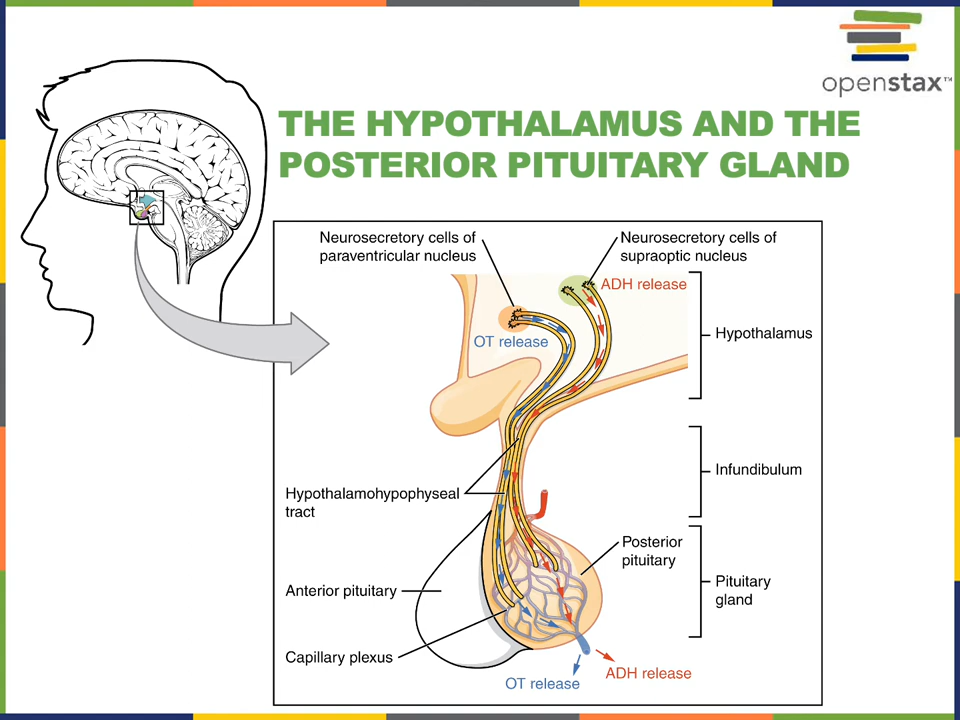 openstax™
THE HYPOTHALAMUS AND THE
POSTERIOR PITUITARY GLAND
Neurosecretory cells of
paraventricular nucleus
Neurosecretory cells of
supraoptic nucleus
ADH release
OT release
Hypothalamus
Infundibulum
Hypothalamohypophyseal
tract
Posterior
pituitary
Pituitary
gland
Anterior pituitary
Capillary plexus
OT release
ADH release